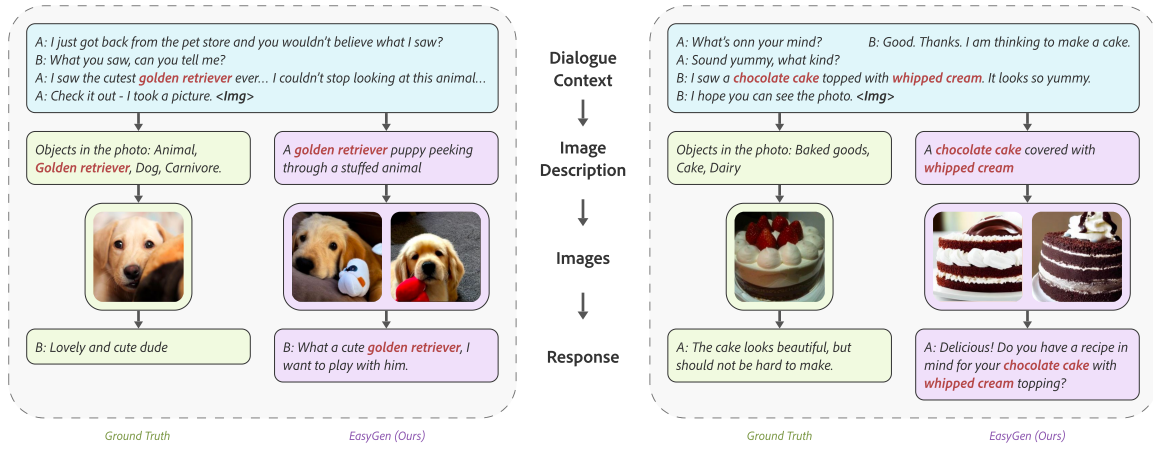 A: I just got back from the pet store and you wouldn't believe what I saw?
B: What you saw, can you tell me?
A: I saw the cutest golden retriever ever... I couldn't stop looking at this animal...
A: Check it out - I took a picture. <Img>
Objects in the photo: Animal,
Golden retriever, Dog, Carnivore.
A golden retriever puppy peeking
through a stuffed animal
B: Lovely and cute dude
B: What a cute golden retriever, I
want to play with him.
Ground Truth
EasyGen (Ours)
Dialogue
Context
Image
Description
Images
Response
A: What's onn your mind? B: Good. Thanks. I am thinking to make a cake.
A: Sound yummy, what kind?
B: I saw a chocolate cake topped with whipped cream. It looks so yummy.
B: I hope you can see the photo. <Img>
Objects in the photo: Baked goods,
Cake, Dairy
A chocolate cake covered with
whipped cream
A: The cake looks beautiful, but
should not be hard to make.
A: Delicious! Do you have a recipe in
mind for your chocolate cake with
whipped cream topping?
Ground Truth
EasyGen (Ours)